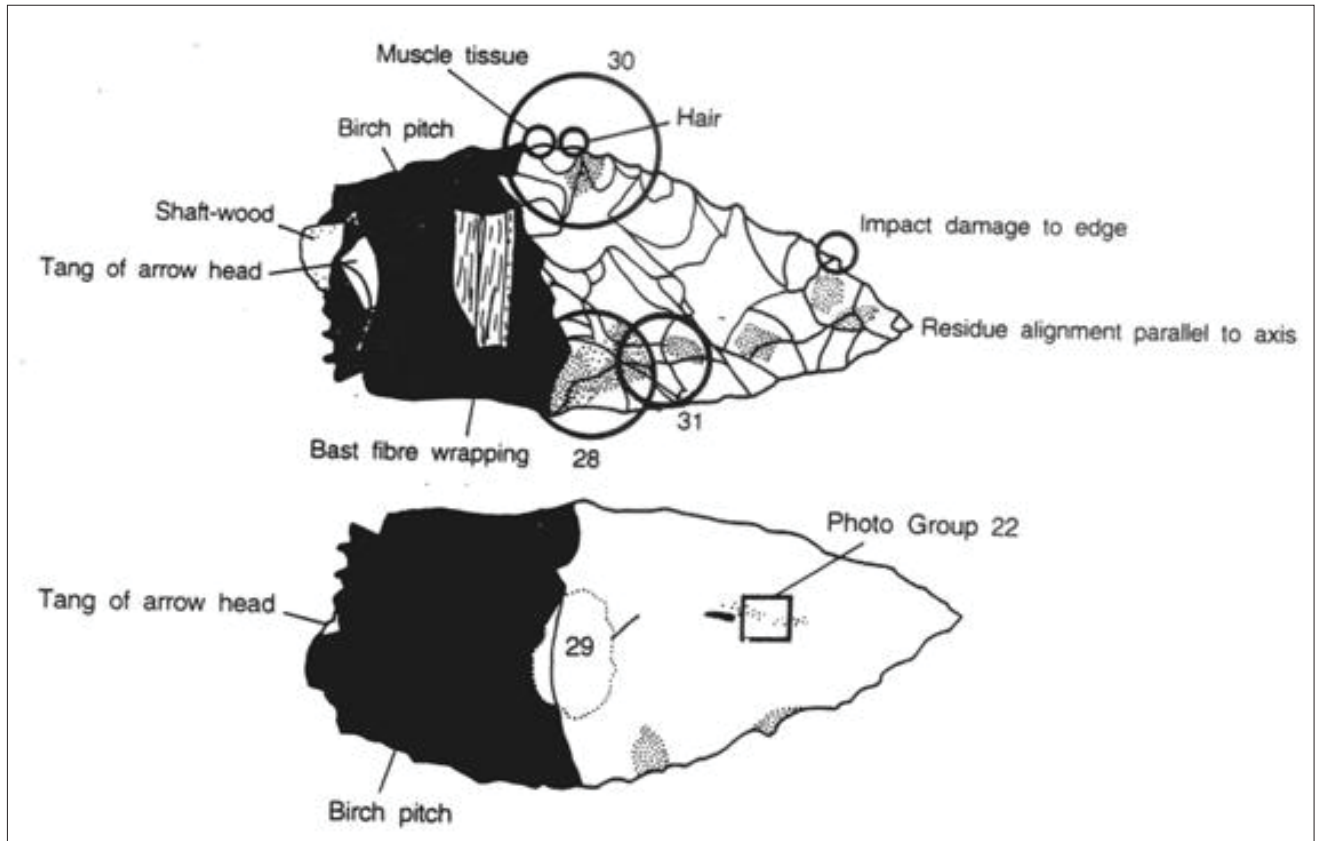 Muscle tissue
30
Hair
Birch pitch
Shaft-wood
Impact damage to edge
Tang of arrow head
Residue alignment parallel to axis
31
Bast fibre wrapping
28
Photo Group 22
Tang of arrow head
29
Birch pitch